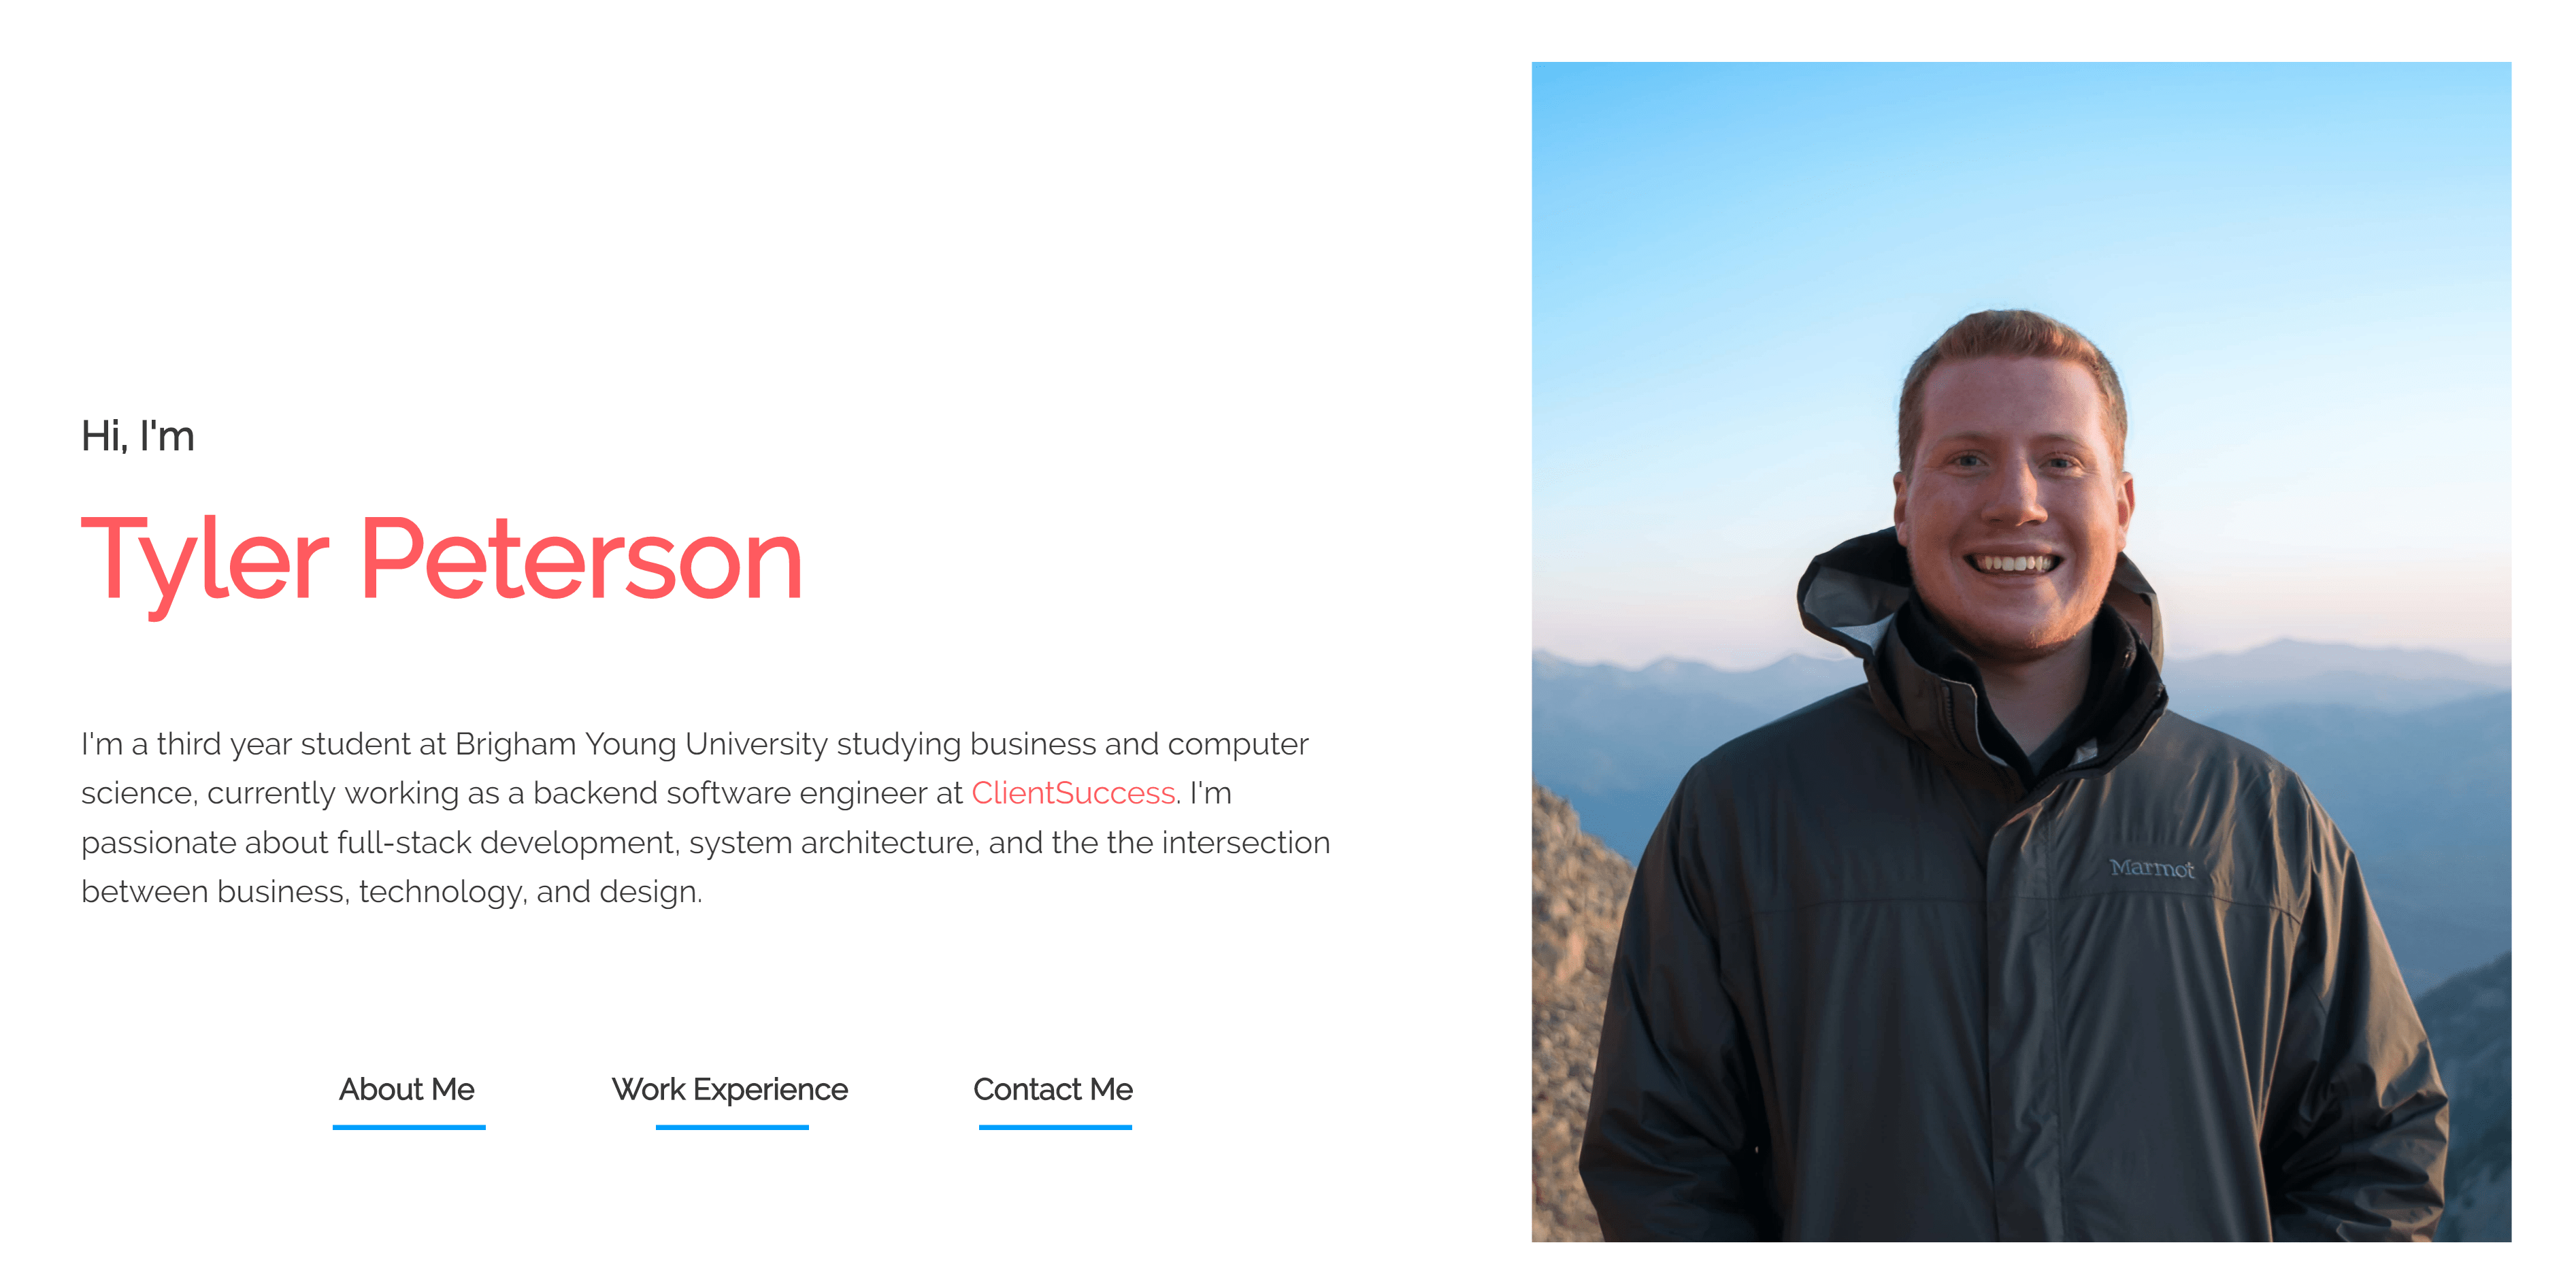 Hi, I'm
Tyler Peterson
I'm a third year student at Brigham Young University studying business and computer
science, currently working as a backend software engineer at ClientSuccess. I'm
passionate about full-stack development, system architecture, and the the intersection
between business, technology, and design.
About Me
Work Experience
Contact Me
Marmot